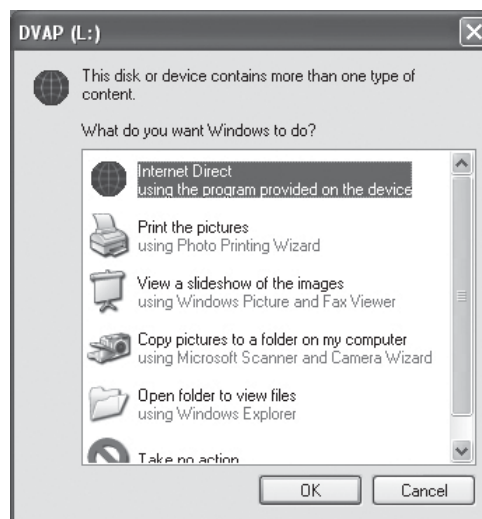 DVAP (L:)
This disk or device contains more than one type of
content.
What do you want Windows to do?
Internet Direct
using the program provided on the device
Print the pictures
using Photo Printing Wizard
View a slideshow of the images
using Windows Picture and Fax Viewer
Copy pictures to a folder on my computer
using Microsoft Scanner and Camera Wizard
Open folder to view files
using Windows Explorer
Take no action
OK
Cancel